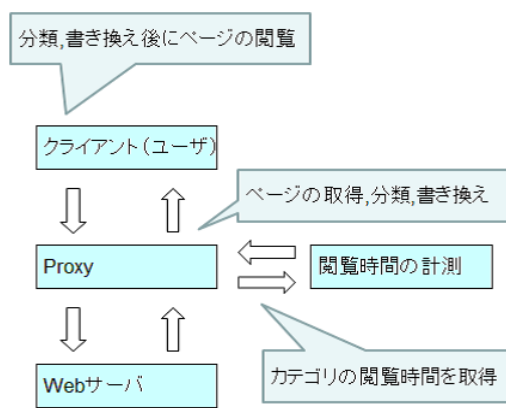 分類,書き換え後にページの閲覧
クライアント(ユーザ)
ページの取得,分類,書き換え
Proxy
閲覧時間の計測
カテゴリの閲覧時間を取得
Webサーバ